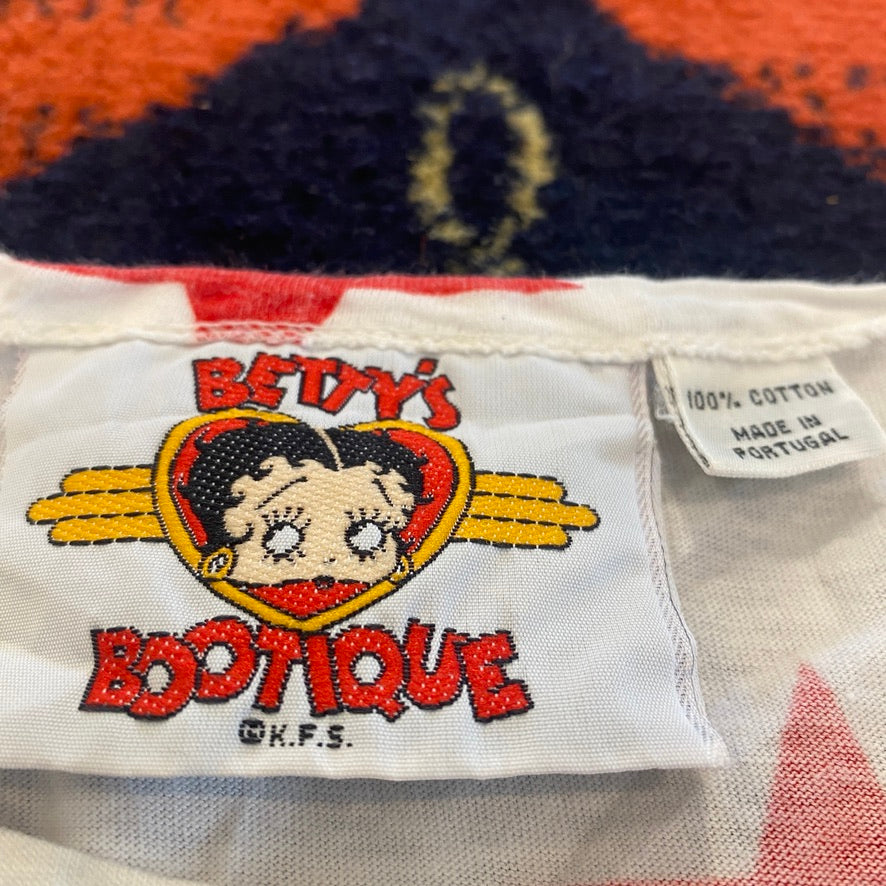 BETTY'S
BOOTIQUE
© K.F.S.
100% COTTON
MADE IN
PORTUGAL